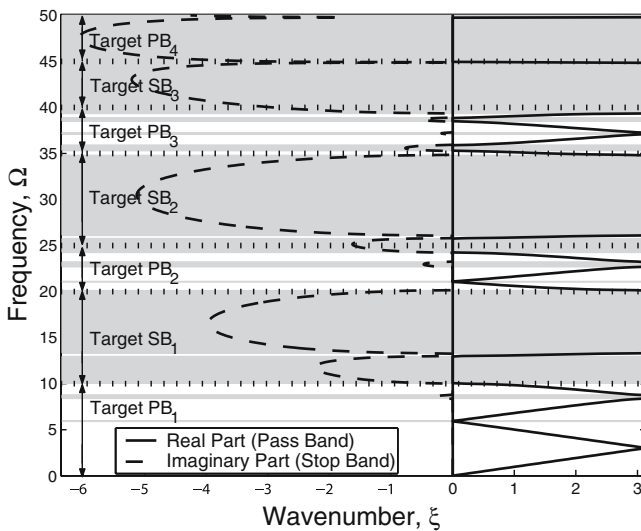 50
45
40
35
30
25
20
15
10
5
0
Frequency, Ω
Target PB4
Target SB3
Target PB3
Target SB2
Target PB2
Target SB1
Target PB1
Real Part (Pass Band)
Imaginary Part (Stop Band)
−6 −5 −4 −3 −2 −1 0 1 2 3
Wavenumber, ξ